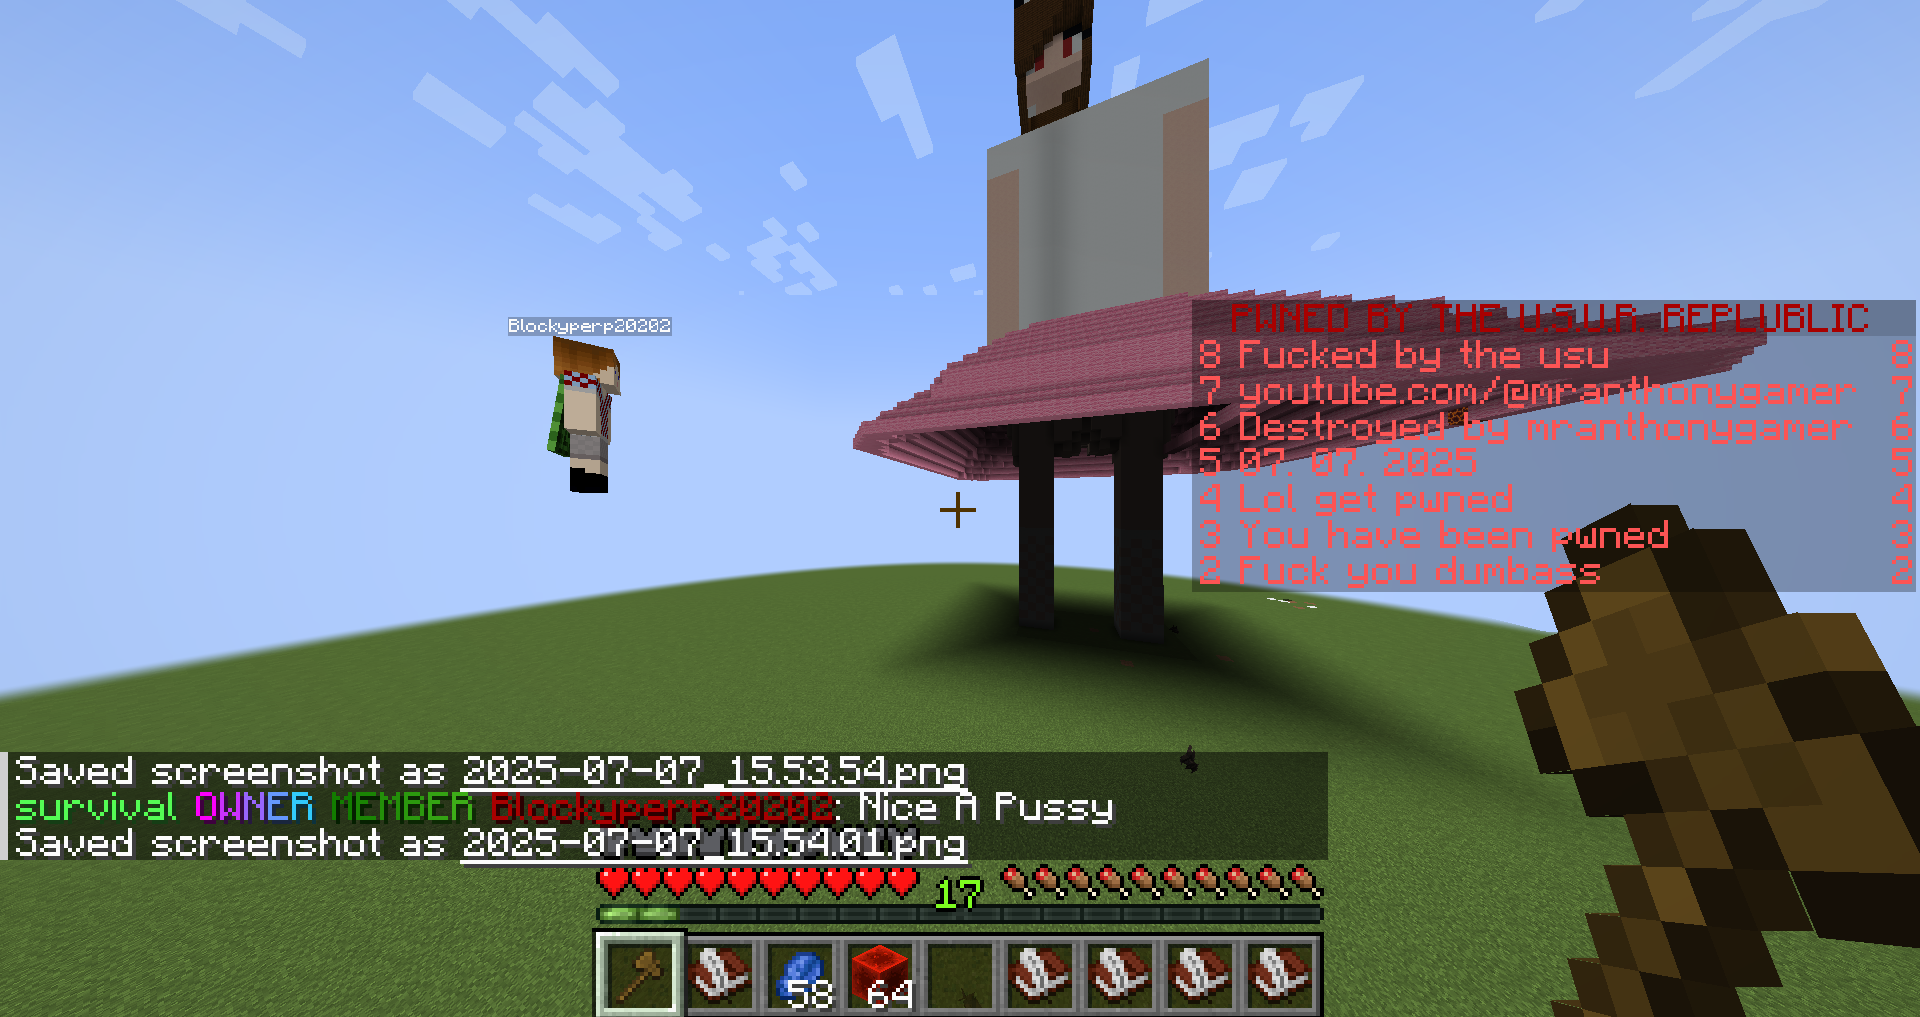 Blockyperp20202
PWNED BY THE U.S.U.R. REPLUBLIC
8 Fucked by the usu 8
7 youtube.com/@mranthonygamer 7
6 Destroyed by mranthonygamer 6
5 07. 07. 2025 5
4 Lol get pwned 4
3 You have been pwned 3
2 Fuck you dumbass 2
Saved screenshot as 2025-07-07_15.53.54.png
survival OWNER MEMBER Blockyperp20202: Nice A Pussy
Saved screenshot as 2025-07-07_15.54.01.png
17
58 64